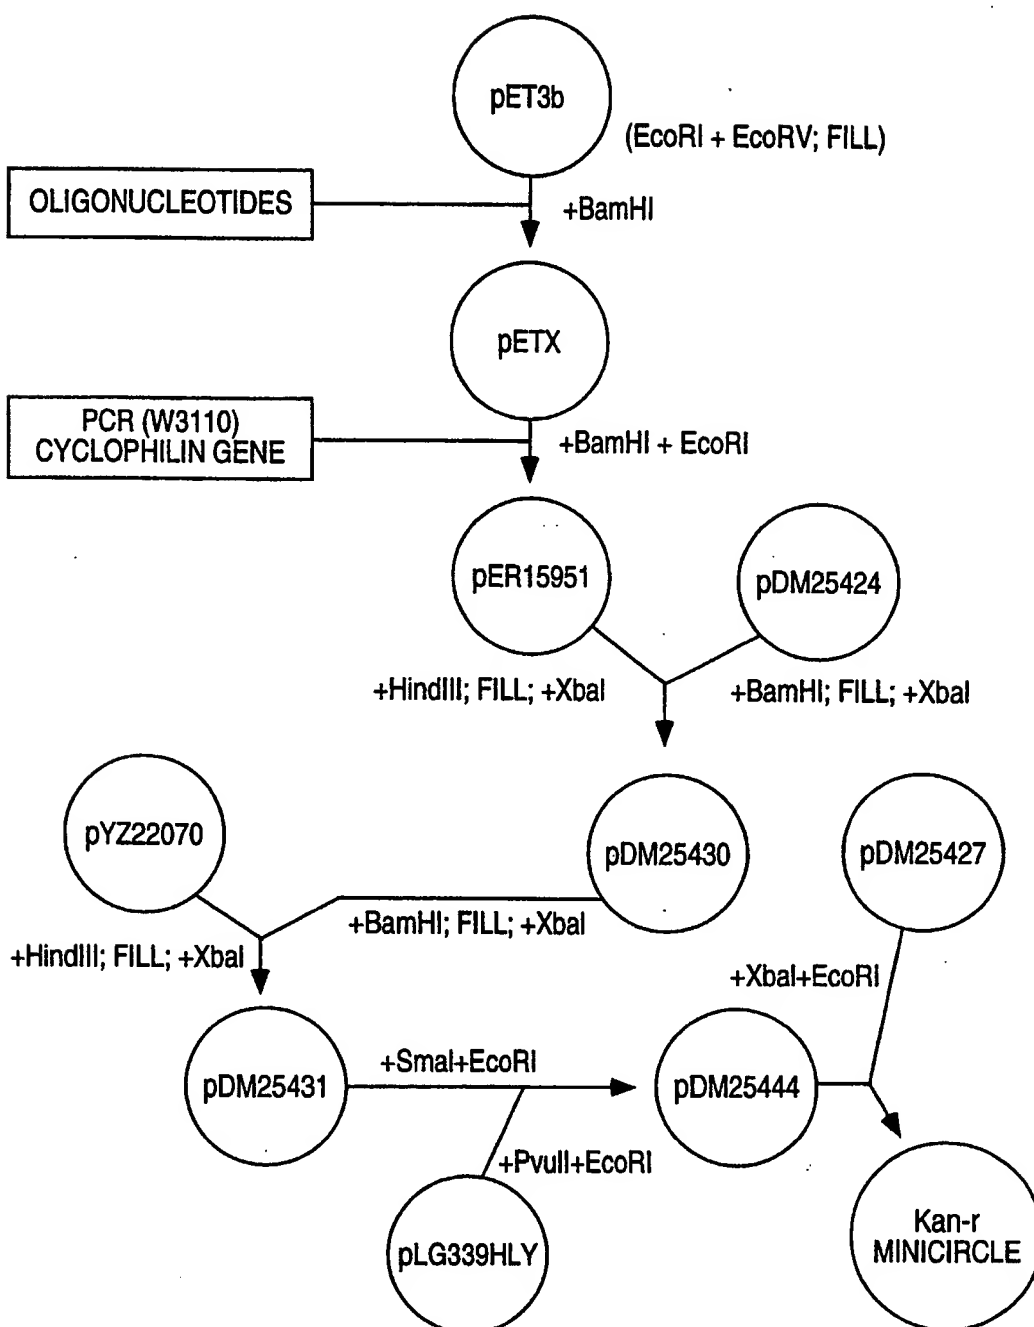 pET3b
(EcoRI + EcoRV; FILL)
OLIGONUCLEOTIDES
+BamHI
pETX
PCR (W3110)
CYCLOPHILIN GENE
+BamHI + EcoRI
pER15951
pDM25424
+HindIII; FILL; +XbaI
+BamHI; FILL; +XbaI
pYZ22070
pDM25430
pDM25427
+BamHI; FILL; +XbaI
+HindIII; FILL; +XbaI
+XbaI+EcoRI
pDM25431
+SmaI+EcoRI
pDM25444
+PvuII+EcoRI
pLG339HLY
Kan-r
MINICIRCLE